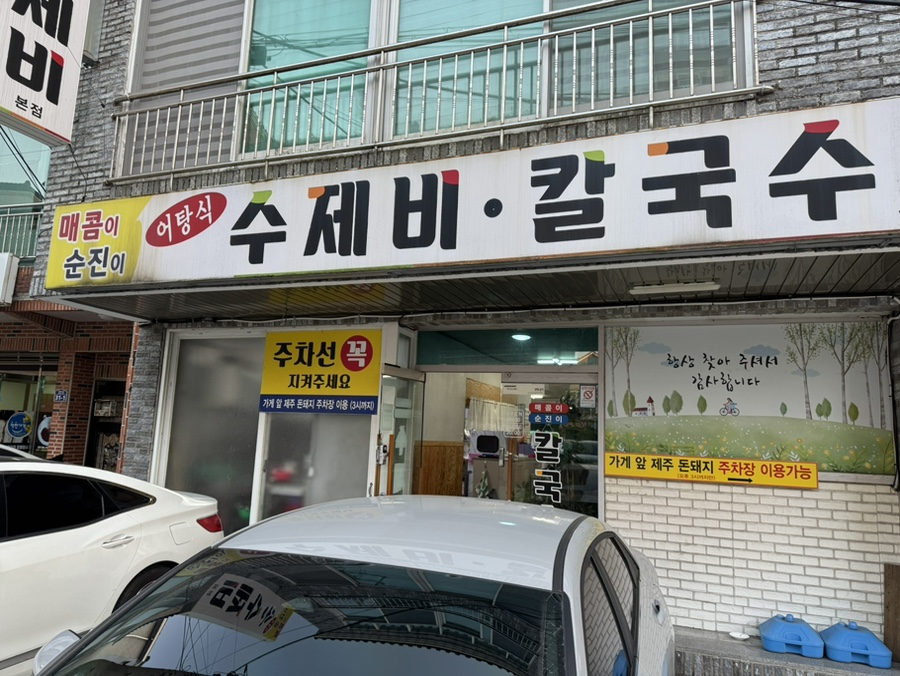 제비
본점
매콤이
순진이
어탕식
수제비·칼국수
주차선 꼭
지켜주세요
가게 앞 제주 돈돼지 주차장 이용 (3시까지)
매콤이
순진이
칼국
항상 찾아 주셔서
감사합니다
가게 앞 제주 돈돼지 주차장 이용가능